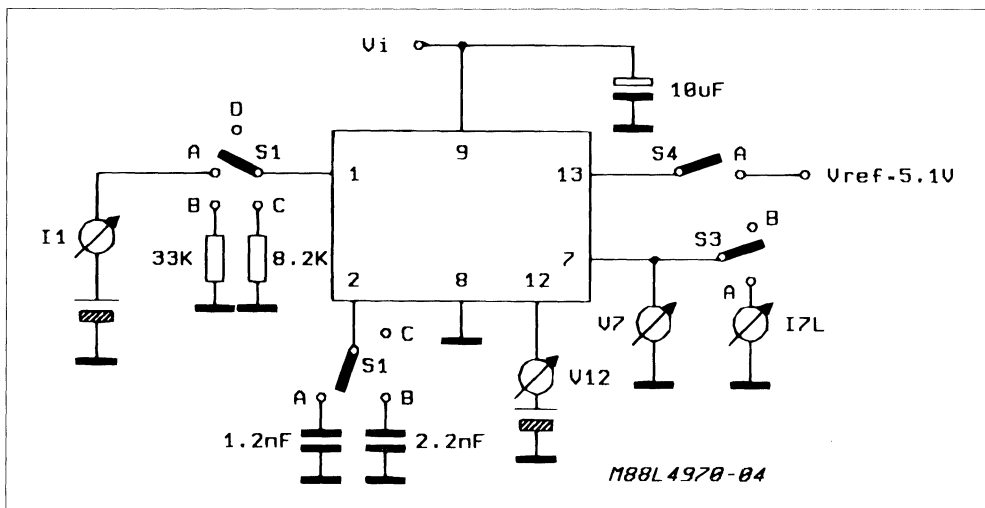 Vi
10uF
D
A
S1
9
S4
A
1
13
Vref=5.1V
B
C
I1
33K
8.2K
S3
B
7
2
8
12
A
C
V7
I7L
S1
V12
A
B
1.2nF
2.2nF
M88L4970-04